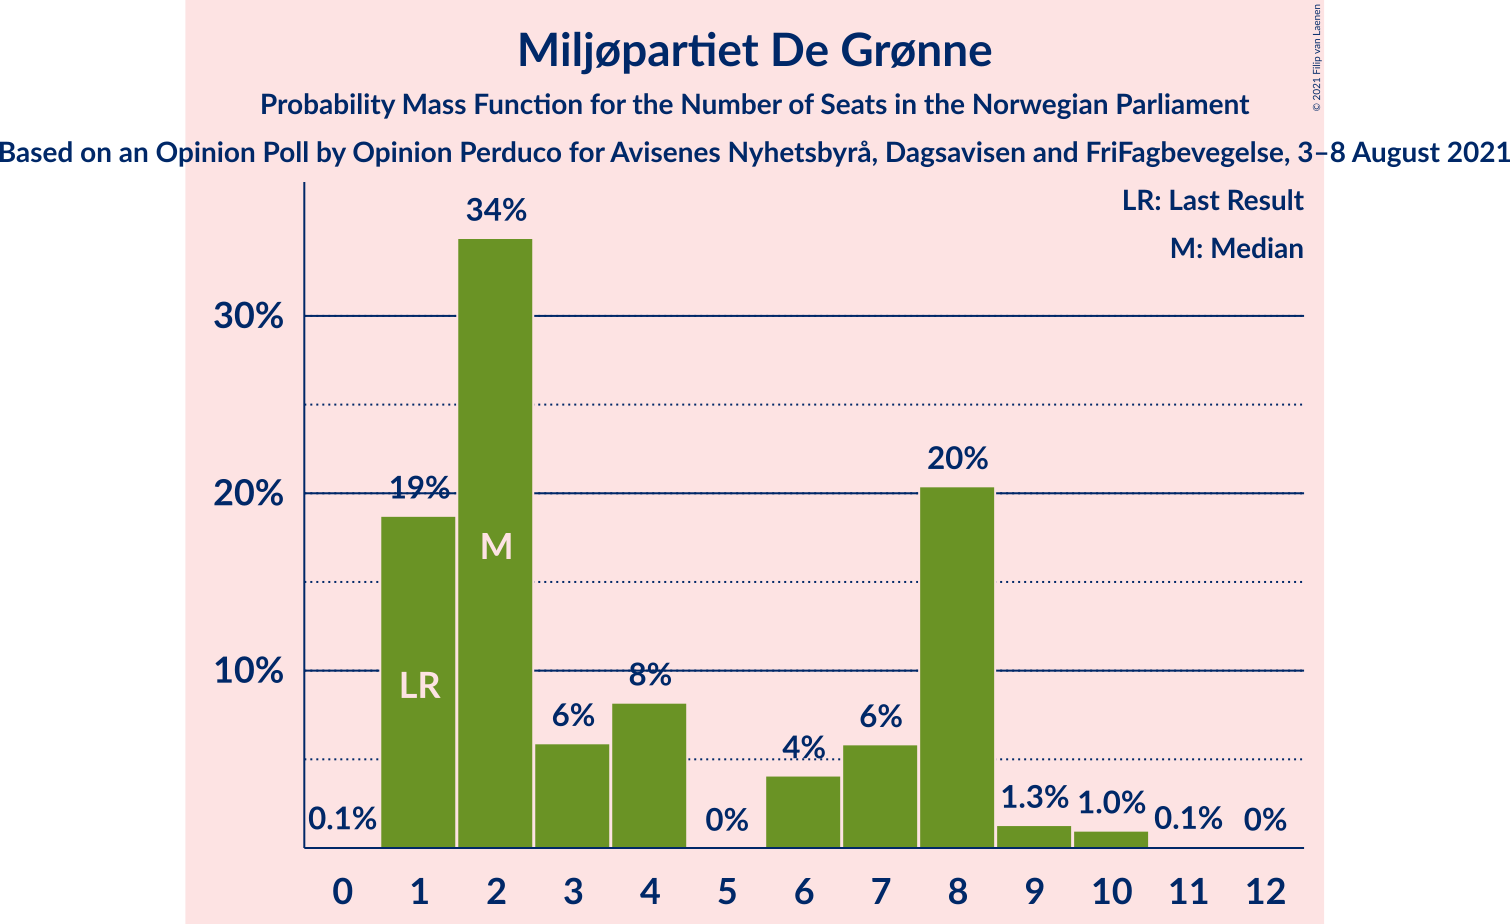 Miljøpartiet De Grønne
Probability Mass Function for the Number of Seats in the Norwegian Parliament
Based on an Opinion Poll by Opinion Perduco for Avisenes Nyhetsbyrå, Dagsavisen and FriFagbevegelse, 3–8 August 2021
© 2021 Filip van Laenen
LR: Last Result
M: Median
34%
30%
20%
20%
19%
M
10%
8%
LR
6%
6%
4%
1.3%
1.0%
0.1%
0%
0.1%
0%
0 1 2 3 4 5 6 7 8 9 10 11 12